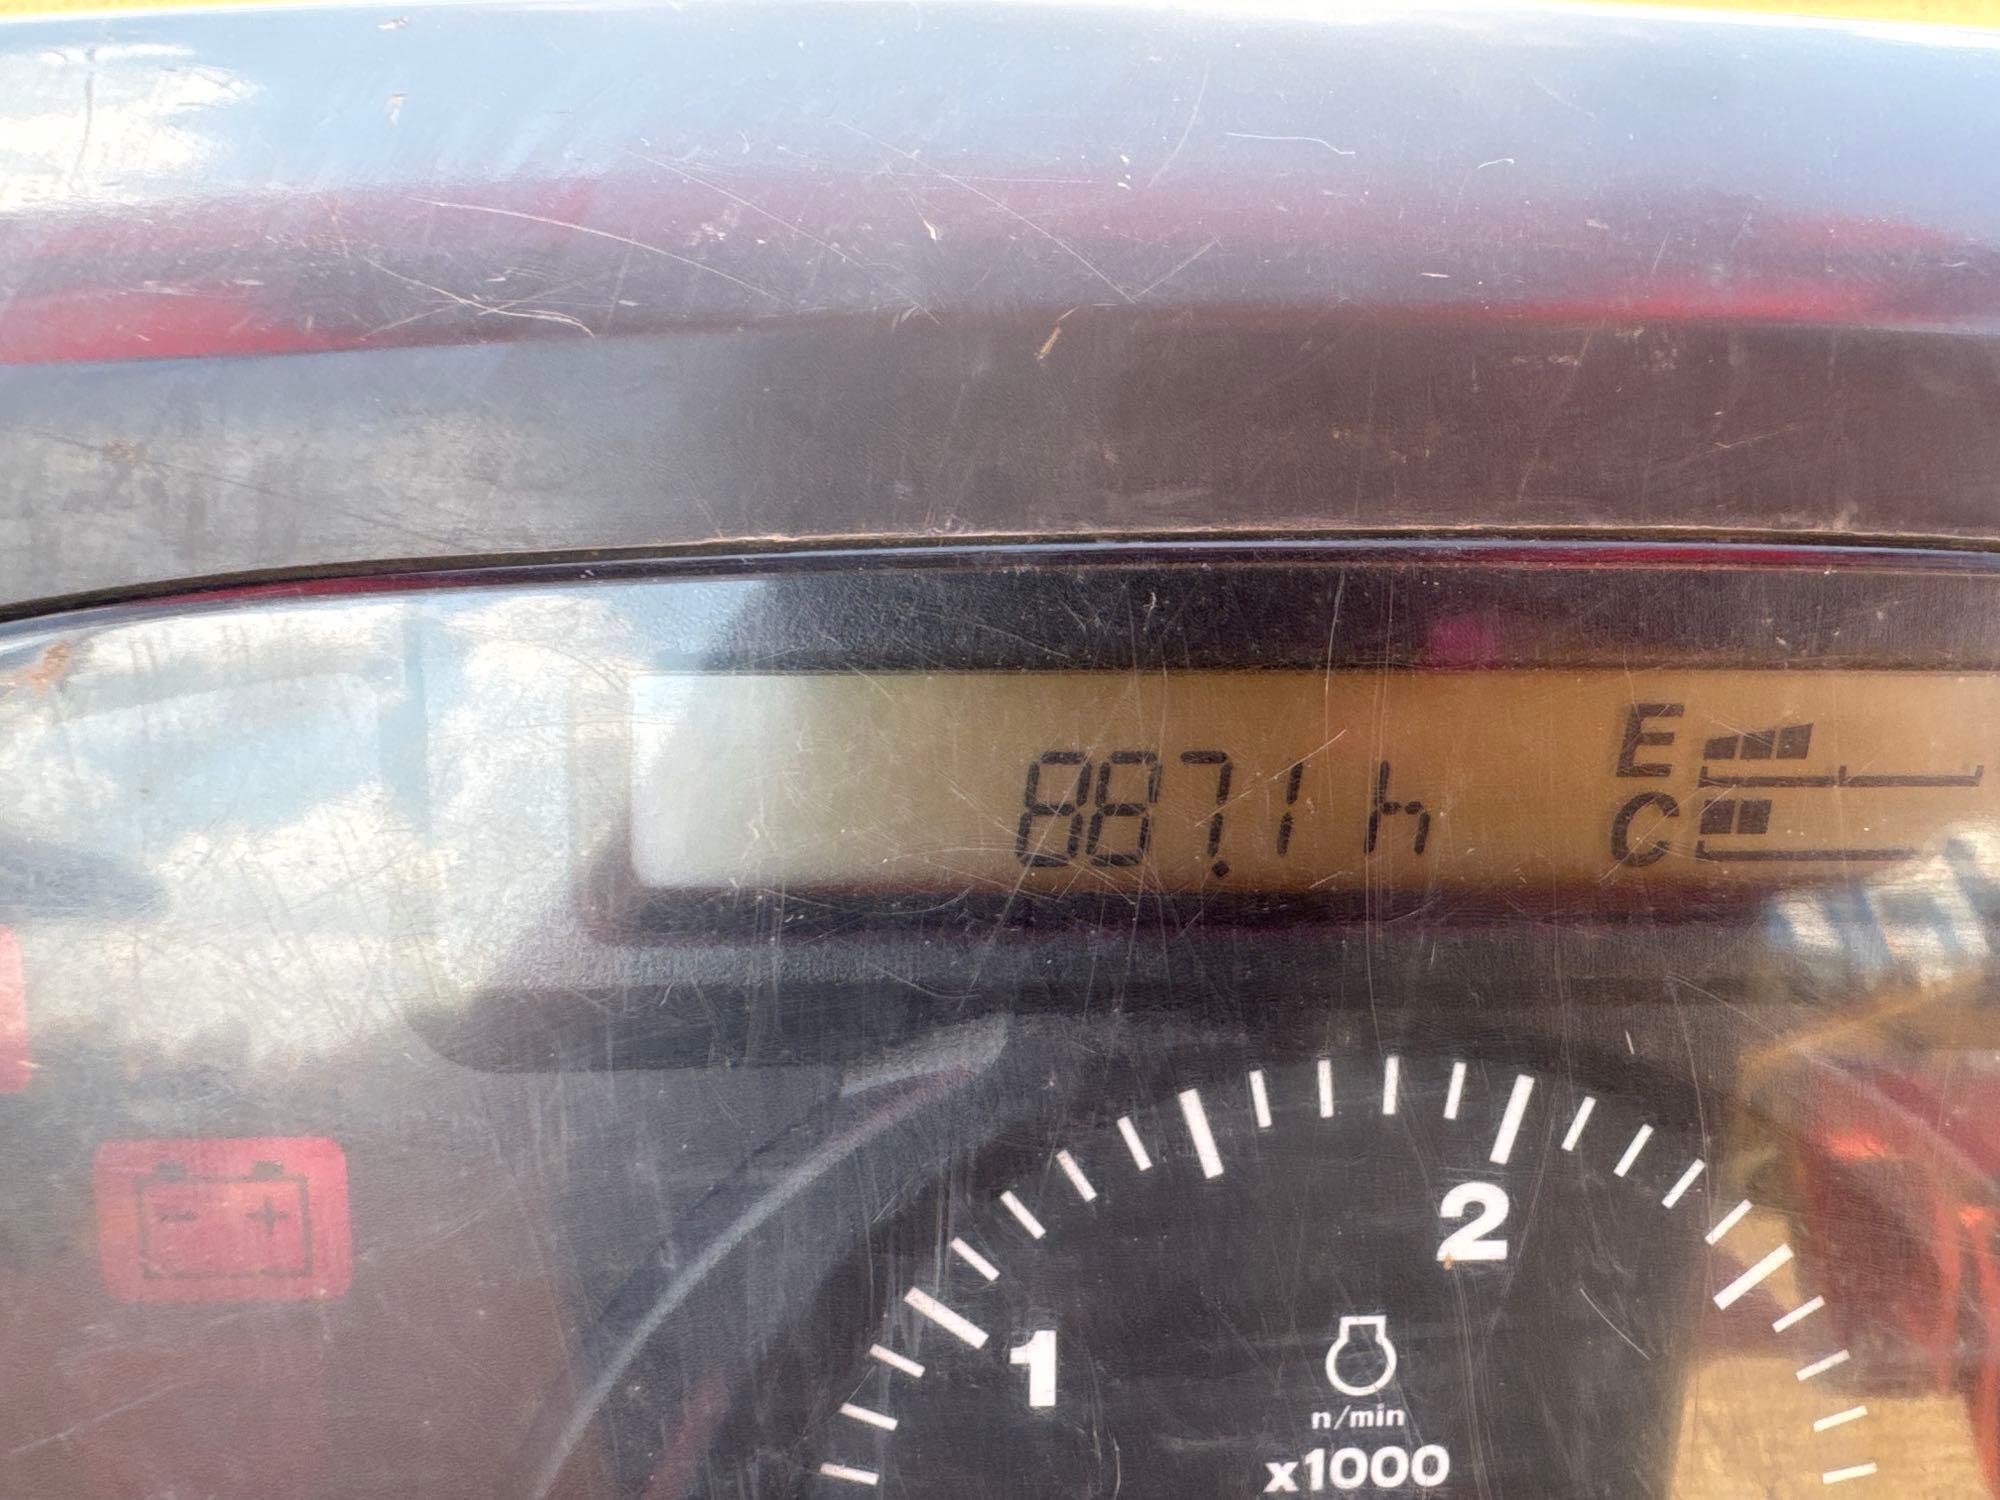 887.1 h
E
C
- +
1
2
n/min
x1000